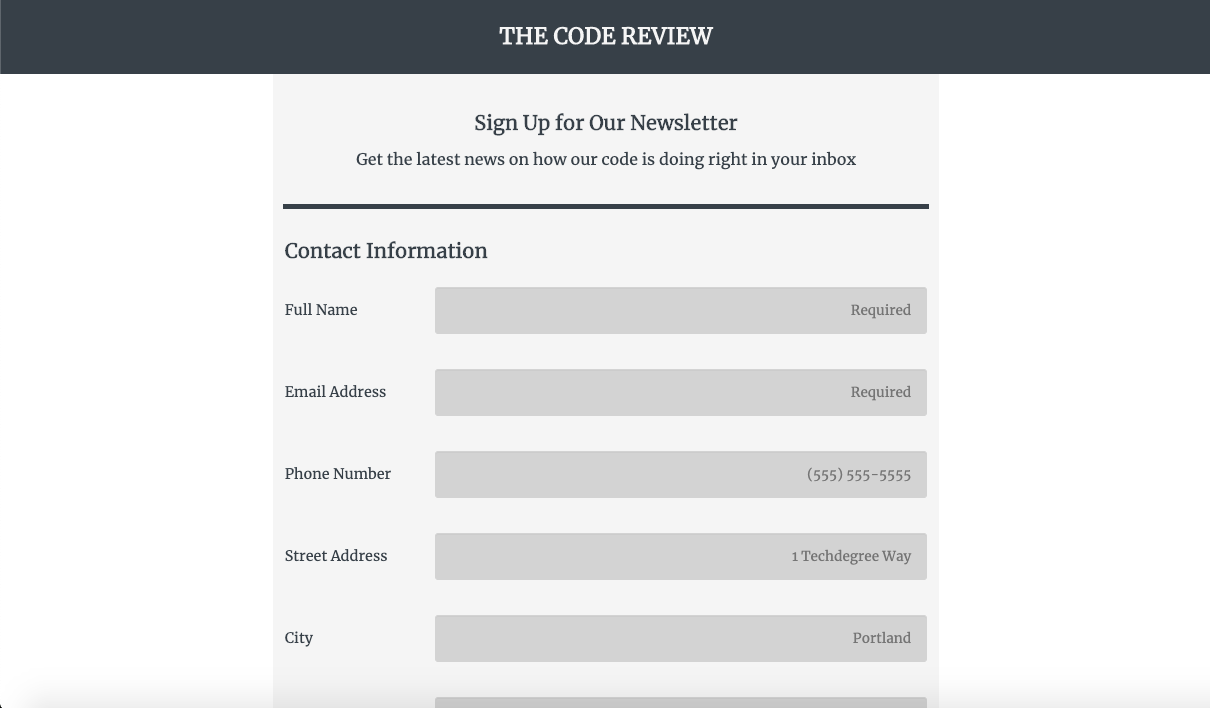 THE CODE REVIEW
Sign Up for Our Newsletter
Get the latest news on how our code is doing right in your inbox
Contact Information
Full Name Required
Email Address Required
Phone Number (555) 555-5555
Street Address 1 Techdegree Way
City Portland